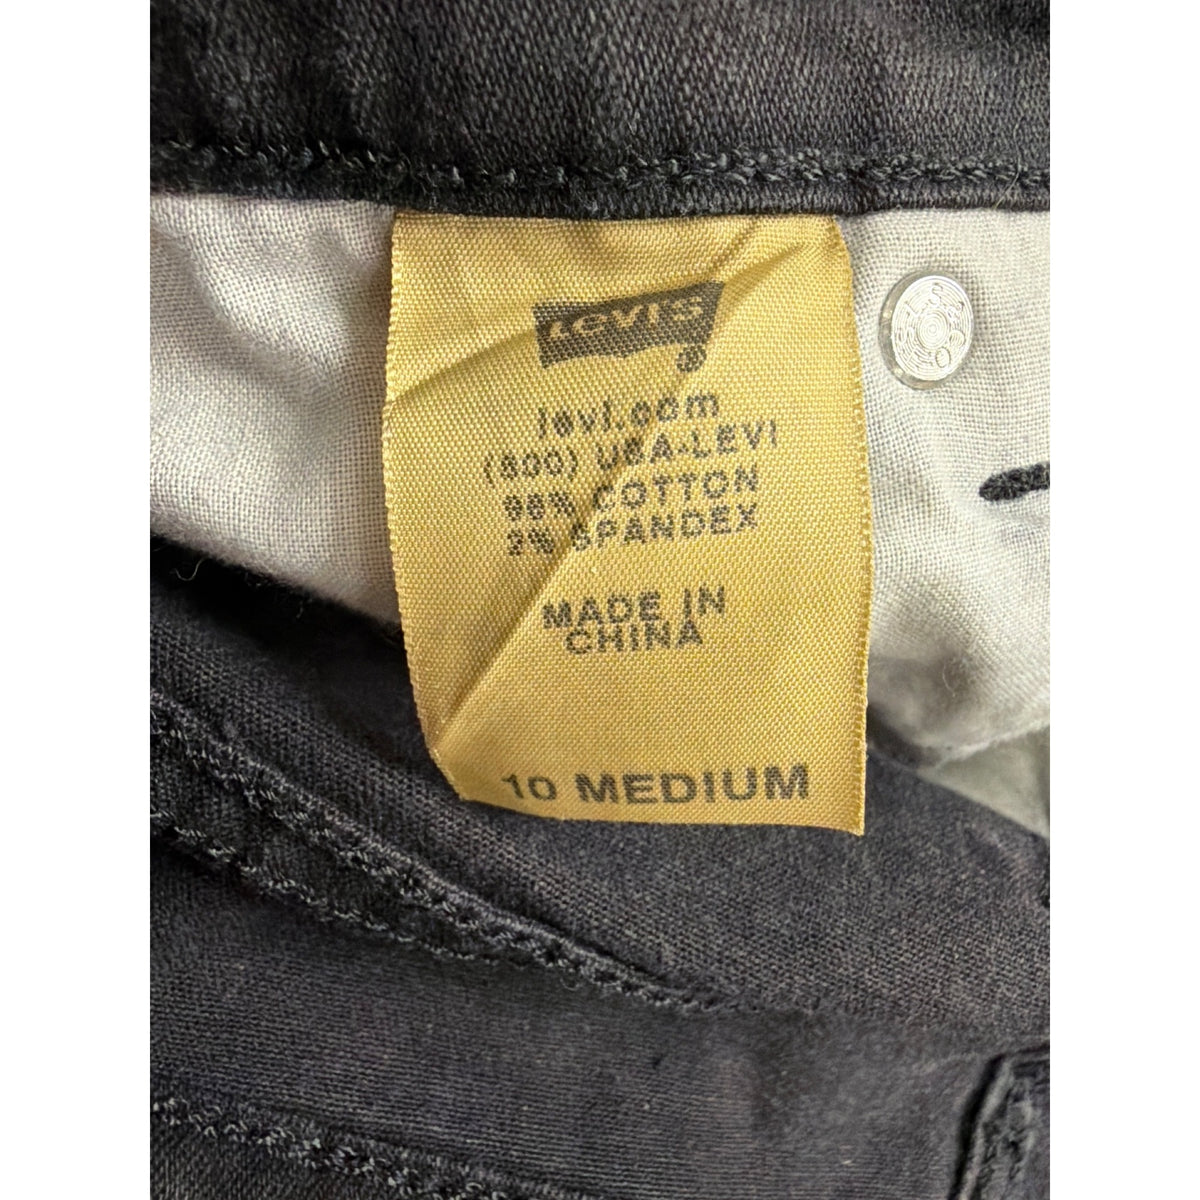 LEVI'S
®
levi.com
(800) USA-LEVI
98% COTTON
2% SPANDEX
MADE IN
CHINA
10 MEDIUM